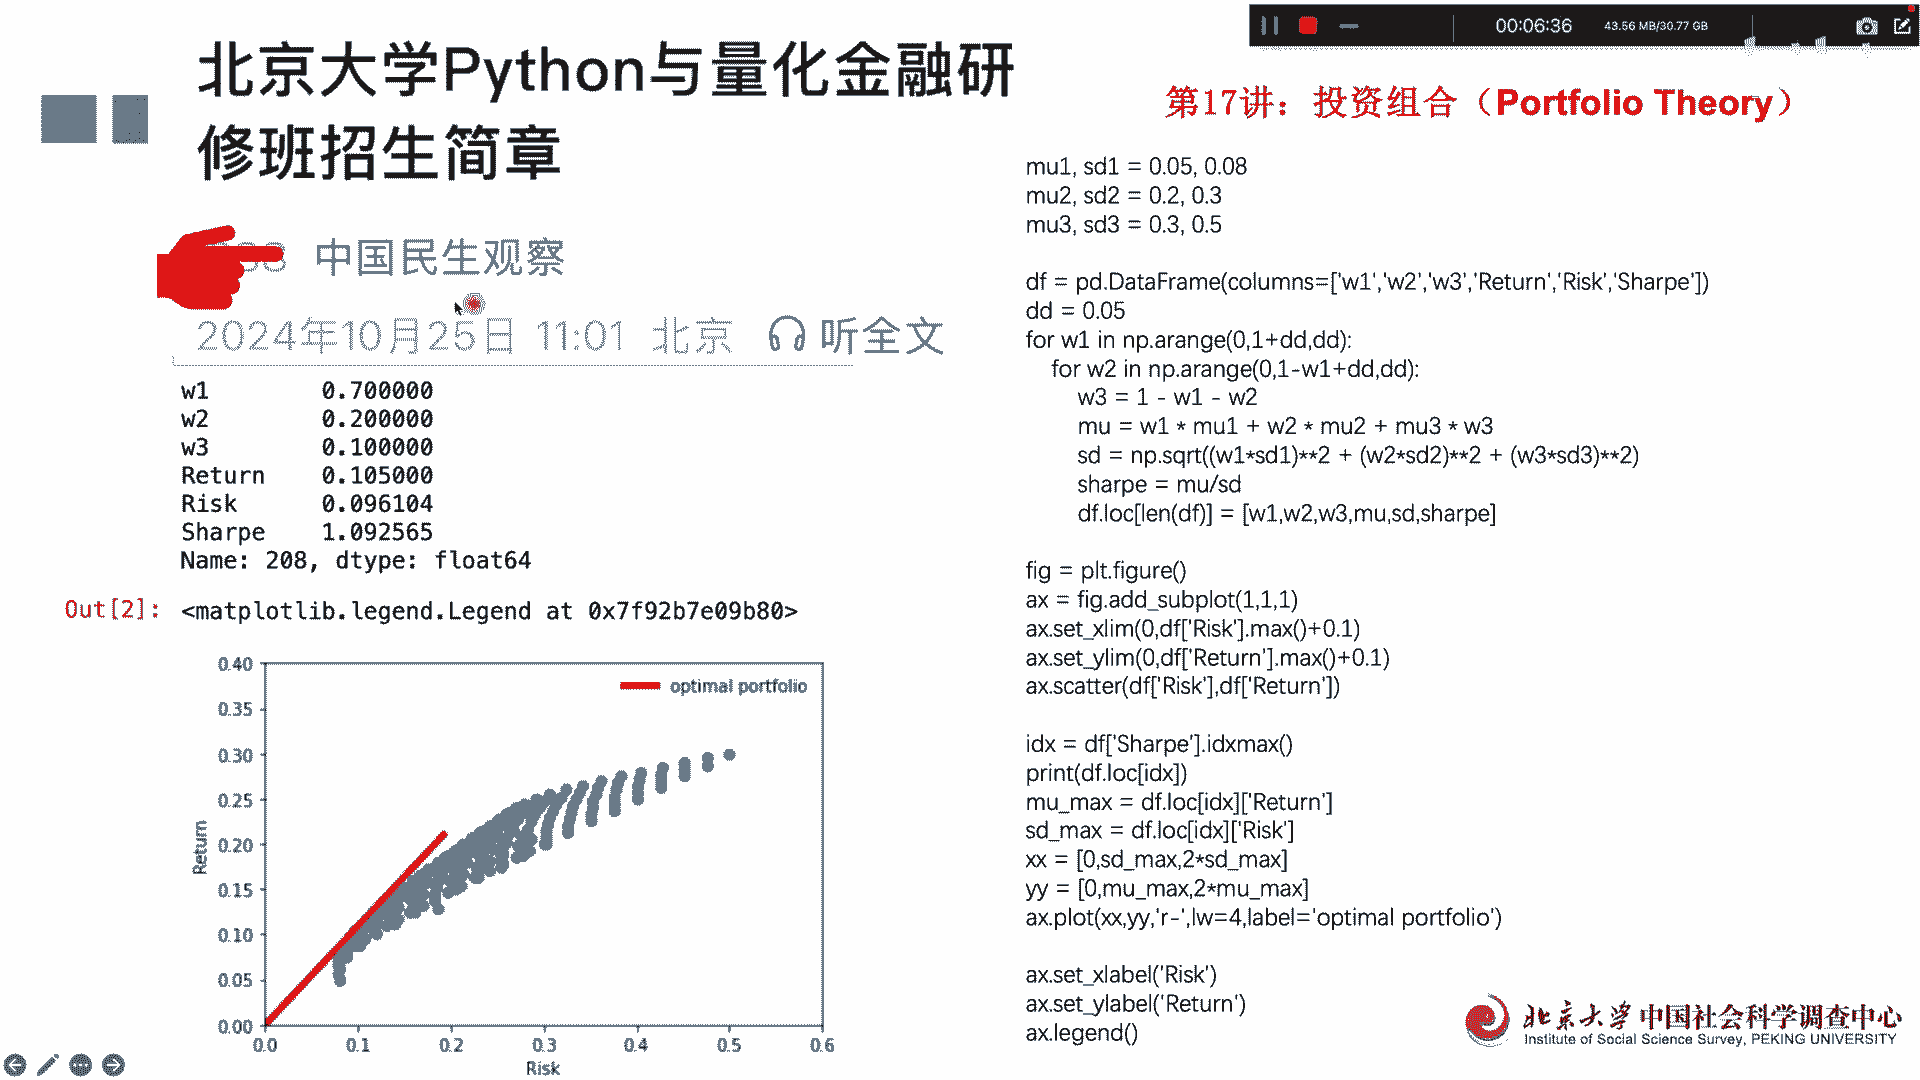 00:06:36
43.56 MB/30.77 GB
北京大学Python与量化金融研
修班招生简章
中国民生观察
2024年10月25日 11:01 北京 听全文
w1 0.700000
w2 0.200000
w3 0.100000
Return 0.105000
Risk 0.096104
Sharpe 1.092565
Name: 208, dtype: float64
Out[2]: <matplotlib.legend.Legend at 0x7f92b7e09b80>
optimal portfolio
0.40
0.35
0.30
0.25
0.20
0.15
0.10
0.05
0.00
Return
0.0 0.1 0.2 0.3 0.4 0.5 0.6
Risk
第17讲：投资组合（Portfolio Theory）
mu1, sd1 = 0.05, 0.08
mu2, sd2 = 0.2, 0.3
mu3, sd3 = 0.3, 0.5
df = pd.DataFrame(columns=['w1','w2','w3','Return','Risk','Sharpe'])
dd = 0.05
for w1 in np.arange(0,1+dd,dd):
for w2 in np.arange(0,1-w1+dd,dd):
w3 = 1 - w1 - w2
mu = w1 * mu1 + w2 * mu2 + mu3 * w3
sd = np.sqrt((w1*sd1)**2 + (w2*sd2)**2 + (w3*sd3)**2)
sharpe = mu/sd
df.loc[len(df)] = [w1,w2,w3,mu,sd,sharpe]
fig = plt.figure()
ax = fig.add_subplot(1,1,1)
ax.set_xlim(0,df['Risk'].max()+0.1)
ax.set_ylim(0,df['Return'].max()+0.1)
ax.scatter(df['Risk'],df['Return'])
idx = df['Sharpe'].idxmax()
print(df.loc[idx])
mu_max = df.loc[idx]['Return']
sd_max = df.loc[idx]['Risk']
xx = [0,sd_max,2*sd_max]
yy = [0,mu_max,2*mu_max]
ax.plot(xx,yy,'r-',lw=4,label='optimal portfolio')
ax.set_xlabel('Risk')
ax.set_ylabel('Return')
ax.legend()
北京大学中国社会科学调查中心
Institute of Social Science Survey, PEKING UNIVERSITY